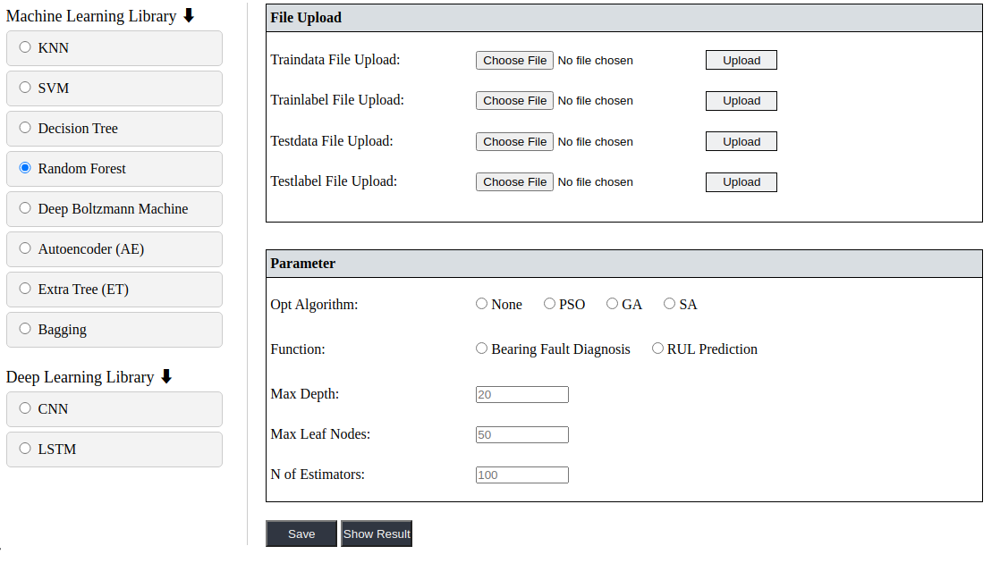 Machine Learning Library ⬇
KNN
SVM
Decision Tree
Random Forest
Deep Boltzmann Machine
Autoencoder (AE)
Extra Tree (ET)
Bagging
Deep Learning Library ⬇
CNN
LSTM
File Upload
Traindata File Upload: Choose File No file chosen Upload
Trainlabel File Upload: Choose File No file chosen Upload
Testdata File Upload: Choose File No file chosen Upload
Testlabel File Upload: Choose File No file chosen Upload
Parameter
Opt Algorithm: None PSO GA SA
Function: Bearing Fault Diagnosis RUL Prediction
Max Depth: 20
Max Leaf Nodes: 50
N of Estimators: 100
Save Show Result